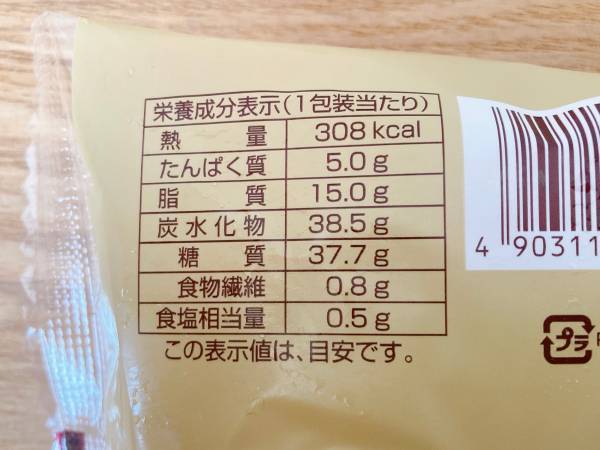 栄養成分表示(1包装当たり)
熱量 308 kcal
たんぱく質 5.0 g
脂質 15.0 g
炭水化物 38.5 g
糖質 37.7 g
食物繊維 0.8 g
食塩相当量 0.5 g
この表示値は、目安です。
4 90311
プラ